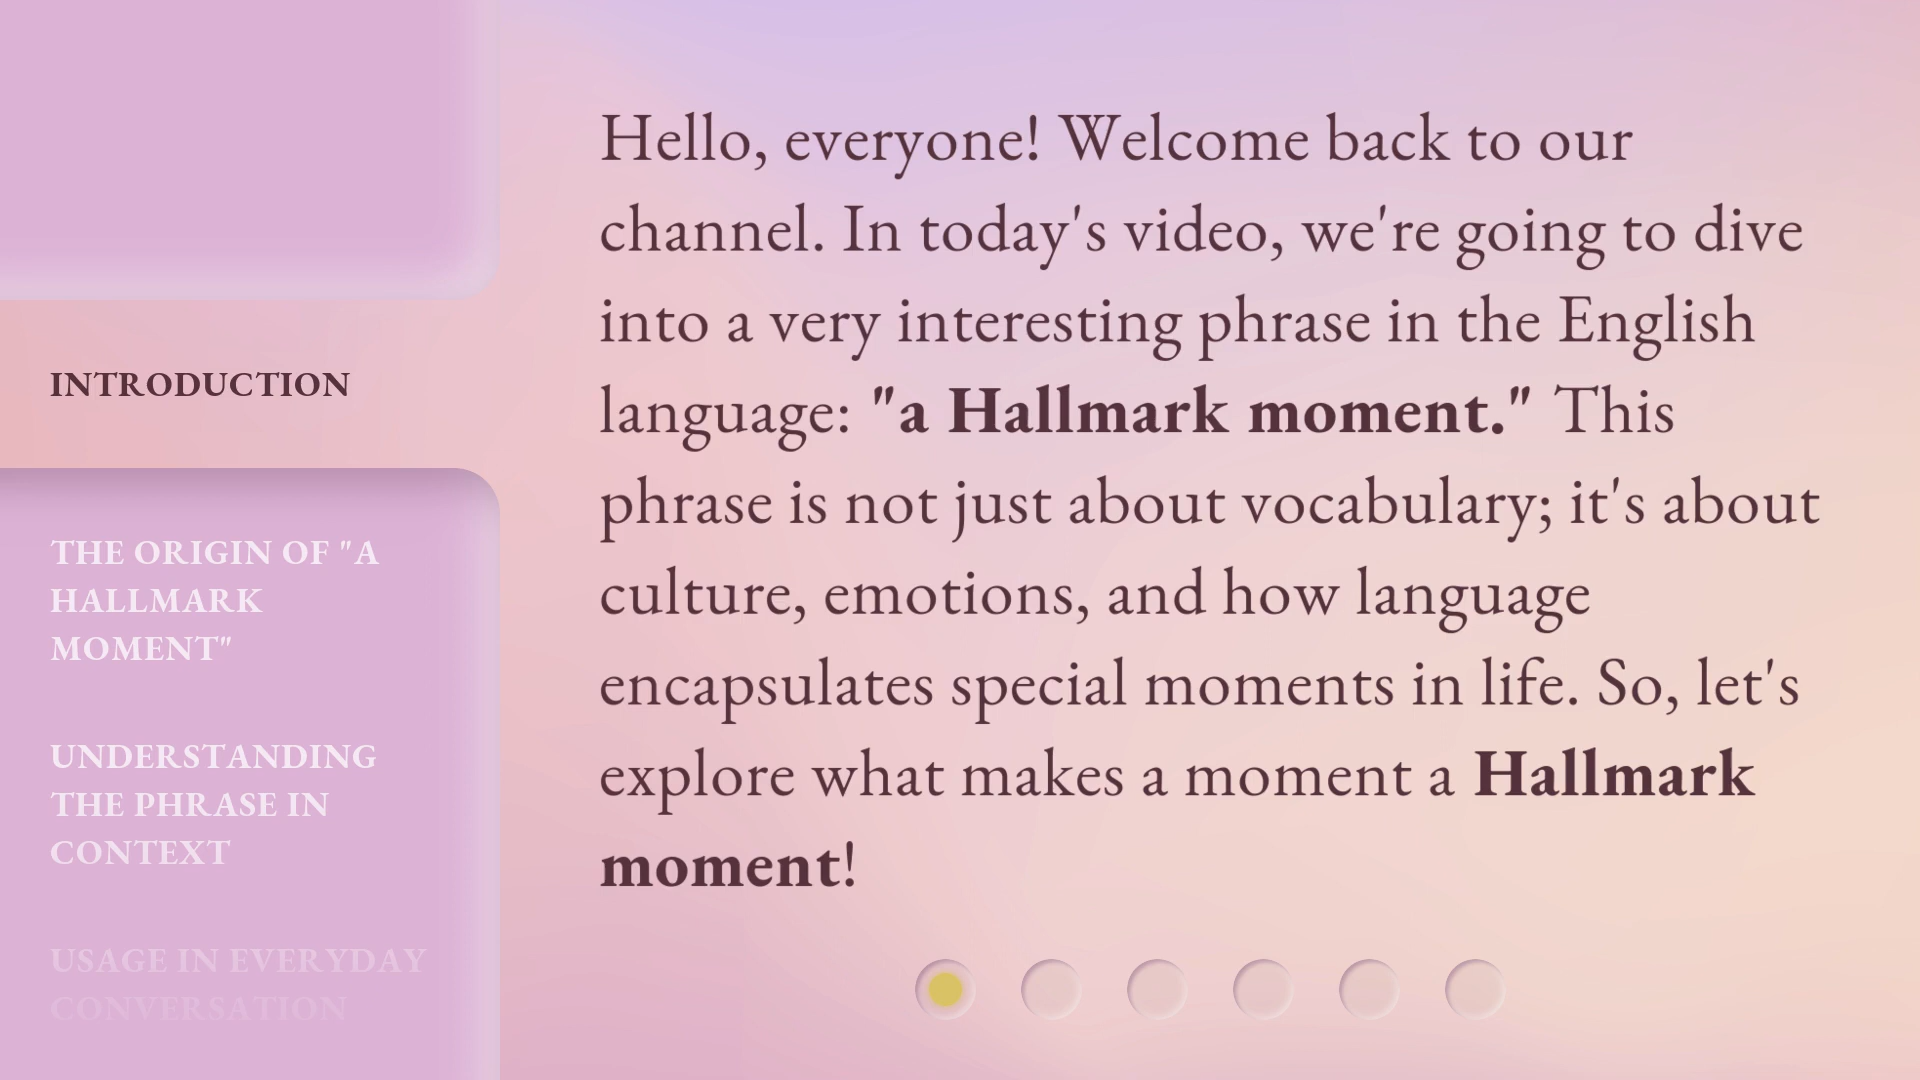 INTRODUCTION
THE ORIGIN OF "A
HALLMARK
MOMENT"
UNDERSTANDING
THE PHRASE IN
CONTEXT
USAGE IN EVERYDAY
CONVERSATION
Hello, everyone! Welcome back to our
channel. In today's video, we're going to dive
into a very interesting phrase in the English
language: "a Hallmark moment." This
phrase is not just about vocabulary; it's about
culture, emotions, and how language
encapsulates special moments in life. So, let's
explore what makes a moment a Hallmark
moment!